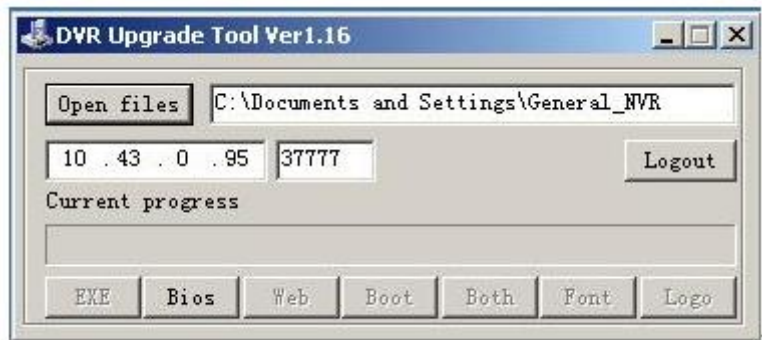 DVR Upgrade Tool Ver1.16
Open files C:\Documents and Settings\General_NVR
10 .43 . 0 .95 37777 Logout
Current progress
EXE Bios Web Boot Both Font Logo